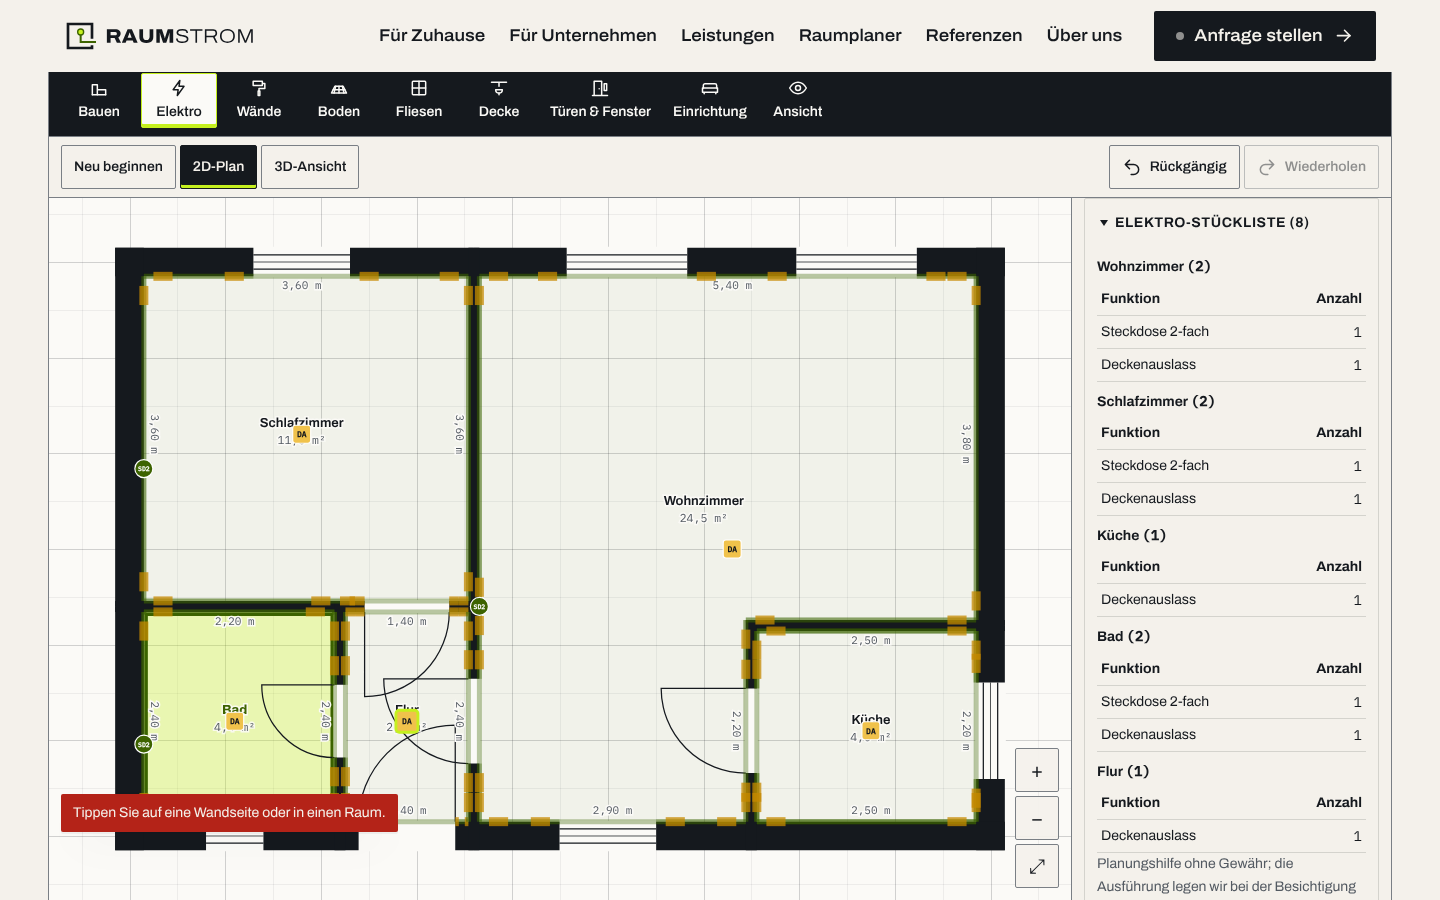 RAUMSTROM
Für Zuhause
Für Unternehmen
Leistungen
Raumplaner
Referenzen
Über uns
Anfrage stellen
Bauen
Elektro
Wände
Boden
Fliesen
Decke
Türen & Fenster
Einrichtung
Ansicht
Neu beginnen
2D-Plan
3D-Ansicht
Rückgängig
Wiederholen
3,60 m
5,40 m
3,60 m
Schlafzimmer
DA
m²
3,60 m
SD2
3,80 m
Wohnzimmer
24,5 m²
DA
SD2
2,20 m
1,40 m
2,50 m
2,40 m
Bad
DA
SD2
2,40 m
Flur
DA
2,40 m
2,20 m
Küche
DA
2,20 m
40 m
2,90 m
2,50 m
Tippen Sie auf eine Wandseite oder in einen Raum.
+
−
ELEKTRO-STÜCKLISTE (8)
Wohnzimmer (2)
Funktion Anzahl
Steckdose 2-fach 1
Deckenauslass 1
Schlafzimmer (2)
Funktion Anzahl
Steckdose 2-fach 1
Deckenauslass 1
Küche (1)
Funktion Anzahl
Deckenauslass 1
Bad (2)
Funktion Anzahl
Steckdose 2-fach 1
Deckenauslass 1
Flur (1)
Funktion Anzahl
Deckenauslass 1
Planungshilfe ohne Gewähr; die
Ausführung legen wir bei der Besichtigung